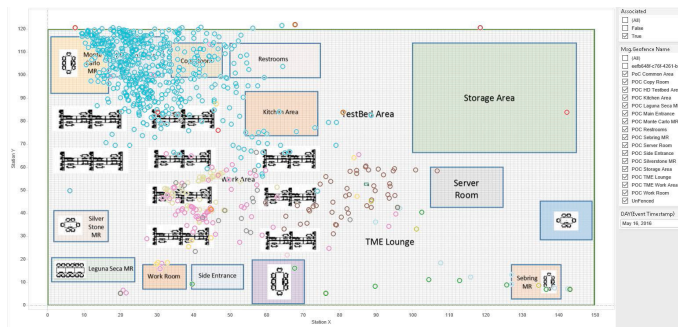 Associated
(All)
False
True
Msg.Geofence Name
(All)
PoC Common Area
POC Copy Room
POC HD Testbed Are
POC Kitchen Area
POC Laguna Seca MR
POC Main Entrance
POC Monte Carlo MR
POC Restrooms
POC Sebring MR
POC Server Room
POC Side Entrance
POC Silverstone MR
POC Storage Area
POC TME Lounge
POC TME Work Area
POC Work Room
UnFenced
DAY(Event Timestamp)
May 16, 2016
Station Y
120
110
100
90
80
70
60
50
40
30
20
10
0
Monte
Carlo
MR
Restrooms
Kitchen Area
TestBed Area
Storage Area
Work Area
Server
Room
Silver
Stone
MR
TME Lounge
Leguna Seca MR
Work Room
Side Entrance
Sebring
MR
0 10 20 30 40 50 60 70 80 90 100 110 120 130 140 150
Station X